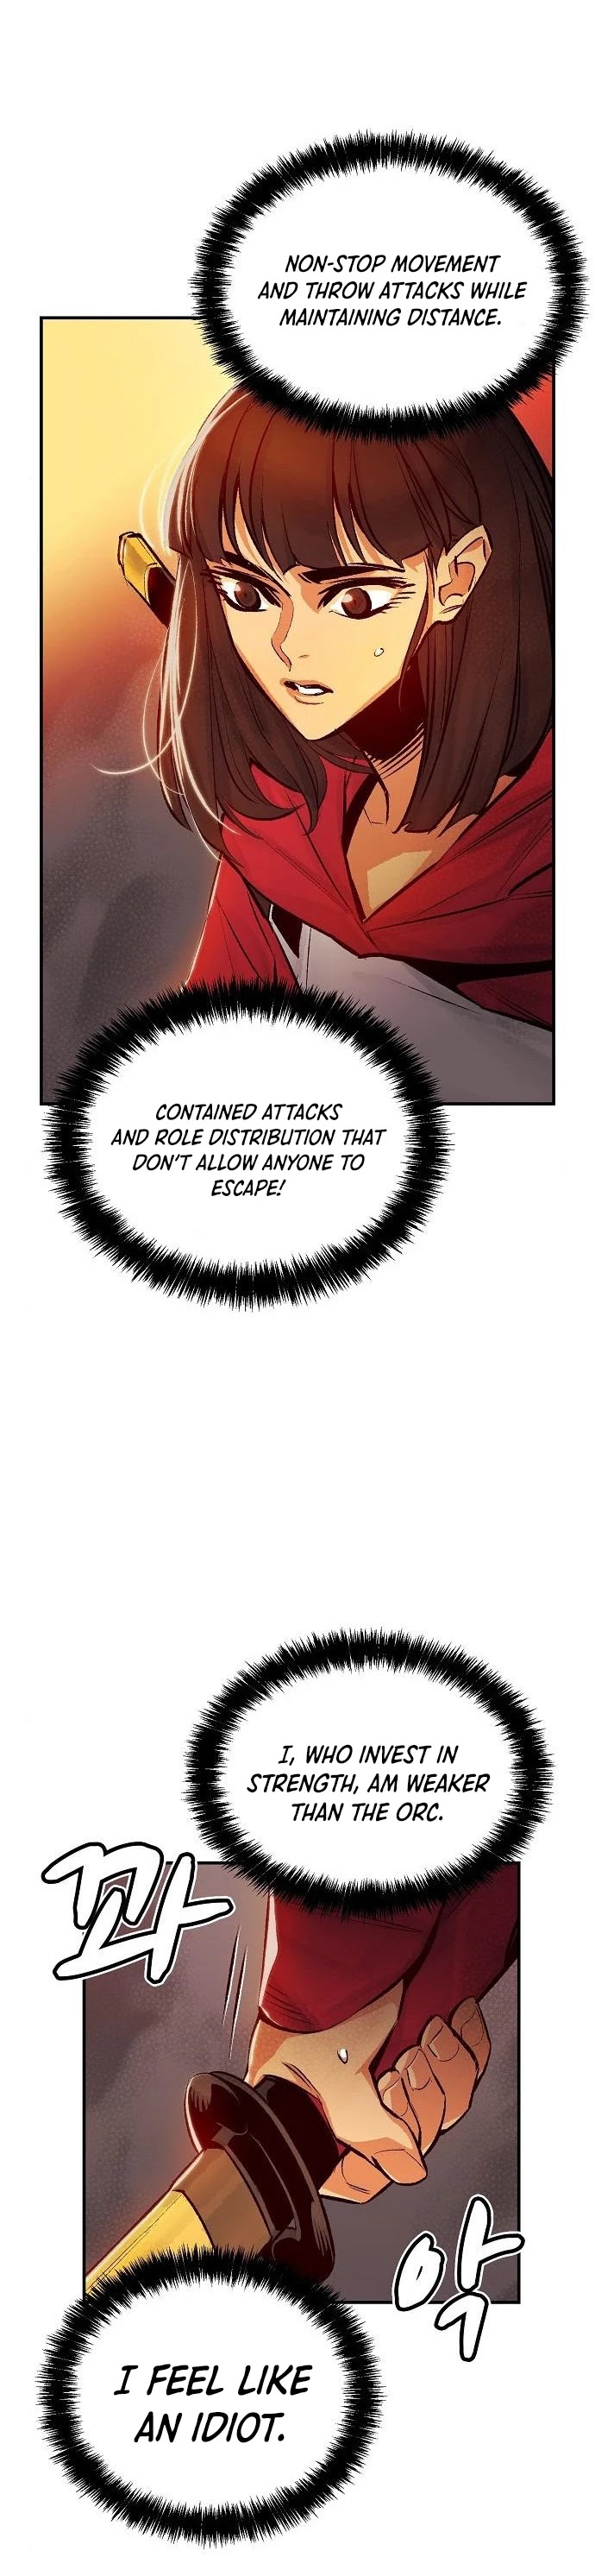 NON-STOP MOVEMENT
AND THROW ATTACKS WHILE
MAINTAINING DISTANCE.
CONTAINED ATTACKS
AND ROLE DISTRIBUTION THAT
DON'T ALLOW ANYONE TO
ESCAPE!
I, WHO INVEST IN
STRENGTH, AM WEAKER
THAN THE ORC.
꽈
악
I FEEL LIKE
AN IDIOT.